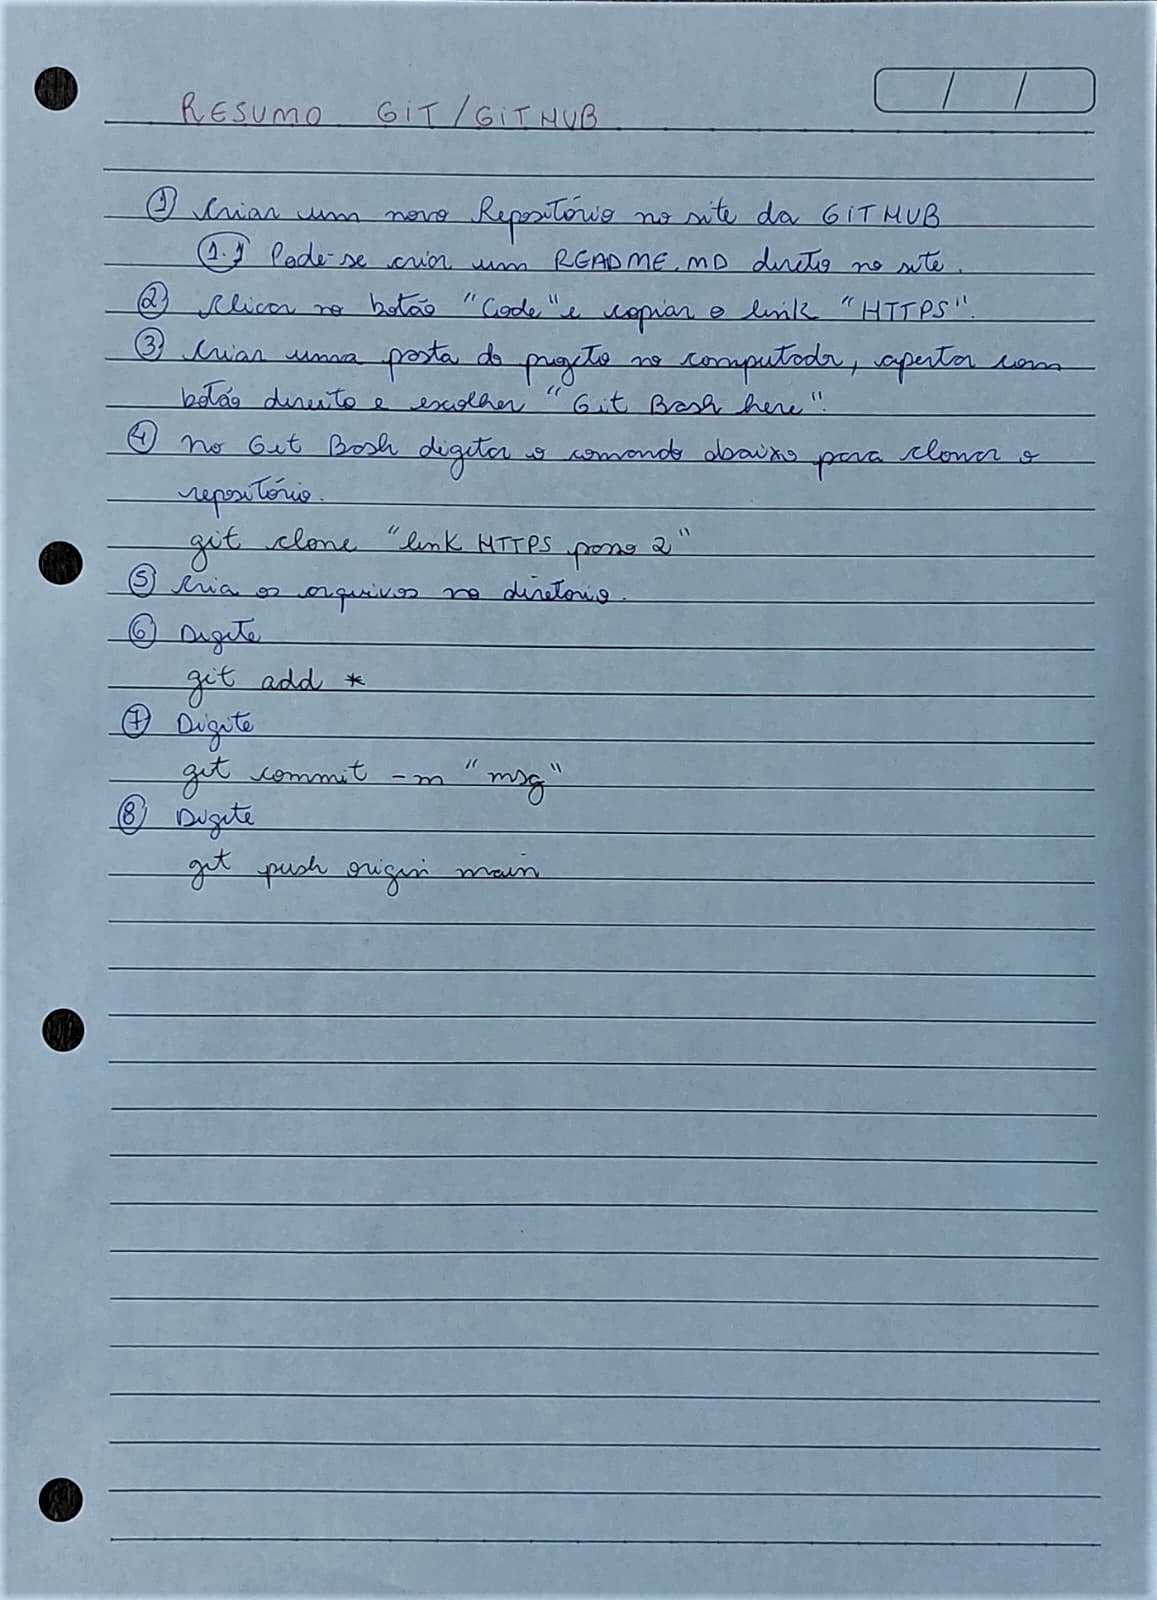 RESUMO GIT/GITHUB
/ /
1 Criar um novo Repositório no site da GITHUB
1.1 Pode-se criar um README.MD direto no site.
2 Clicar no botão "Code" e copiar o link "HTTPS".
3 Criar uma pasta do projeto no computador, apertar com
botão direito e escolher "Git Bash here".
4 No Git Bash digitar o comando abaixo para clonar o
repositório.
git clone "link HTTPS passo 2"
5 Cria os arquivos no diretório.
6 Digite
git add *
7 Digite
git commit -m "msg"
8 Digite
git push origin main